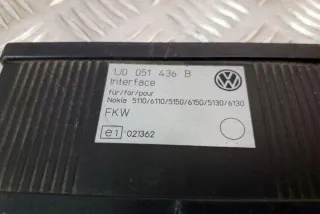 1J0 051 436 B
Interface
für/for/pour
Nokia 5110/6110/5150/6150/5130/6130
FKW
e1 021362